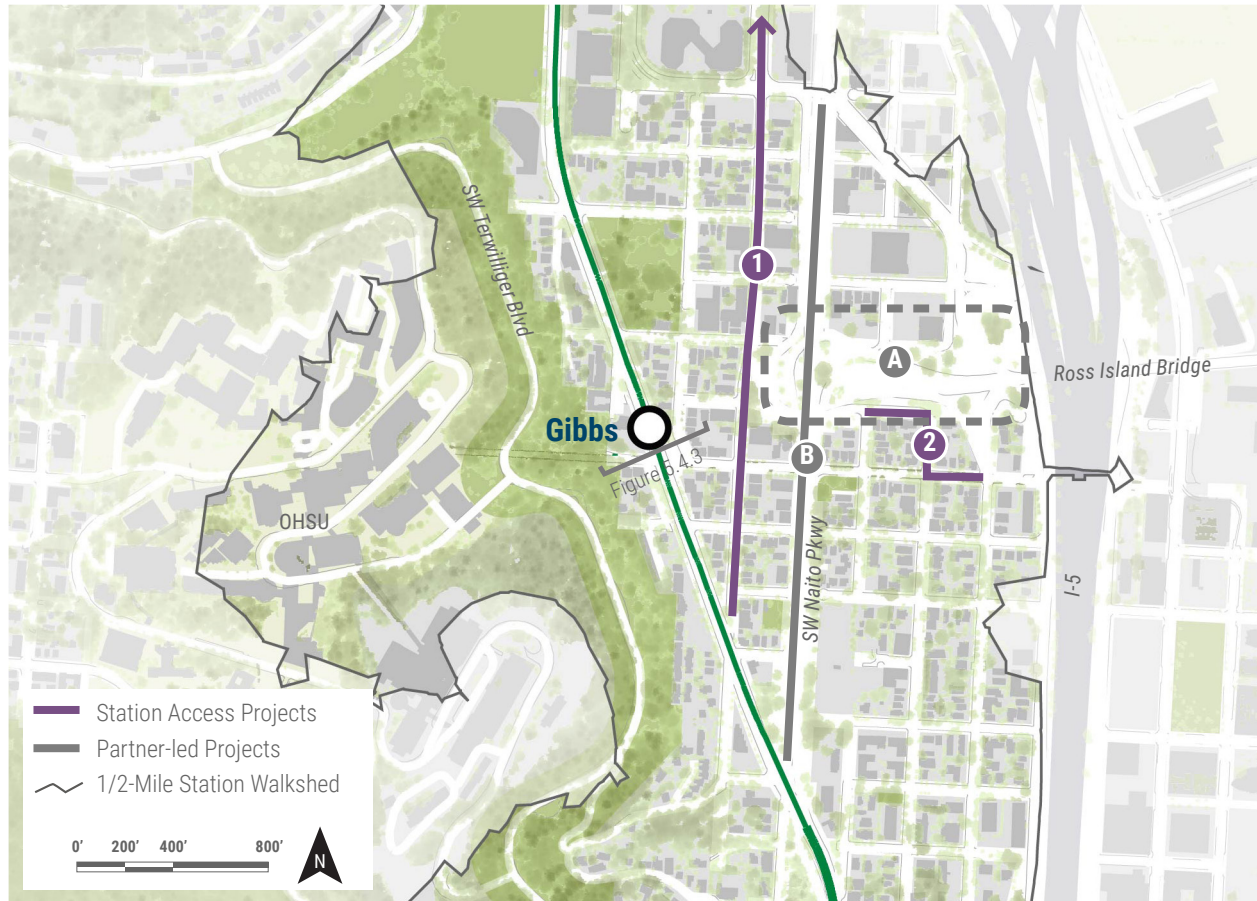 SW Terwilliger Blvd
1
A
Ross Island Bridge
Gibbs
2
B
Figure 5.4.3
OHSU
SW Naito Pkwy
I-5
Station Access Projects
Partner-led Projects
1/2-Mile Station Walkshed
0’ 200’ 400’ 800’
N